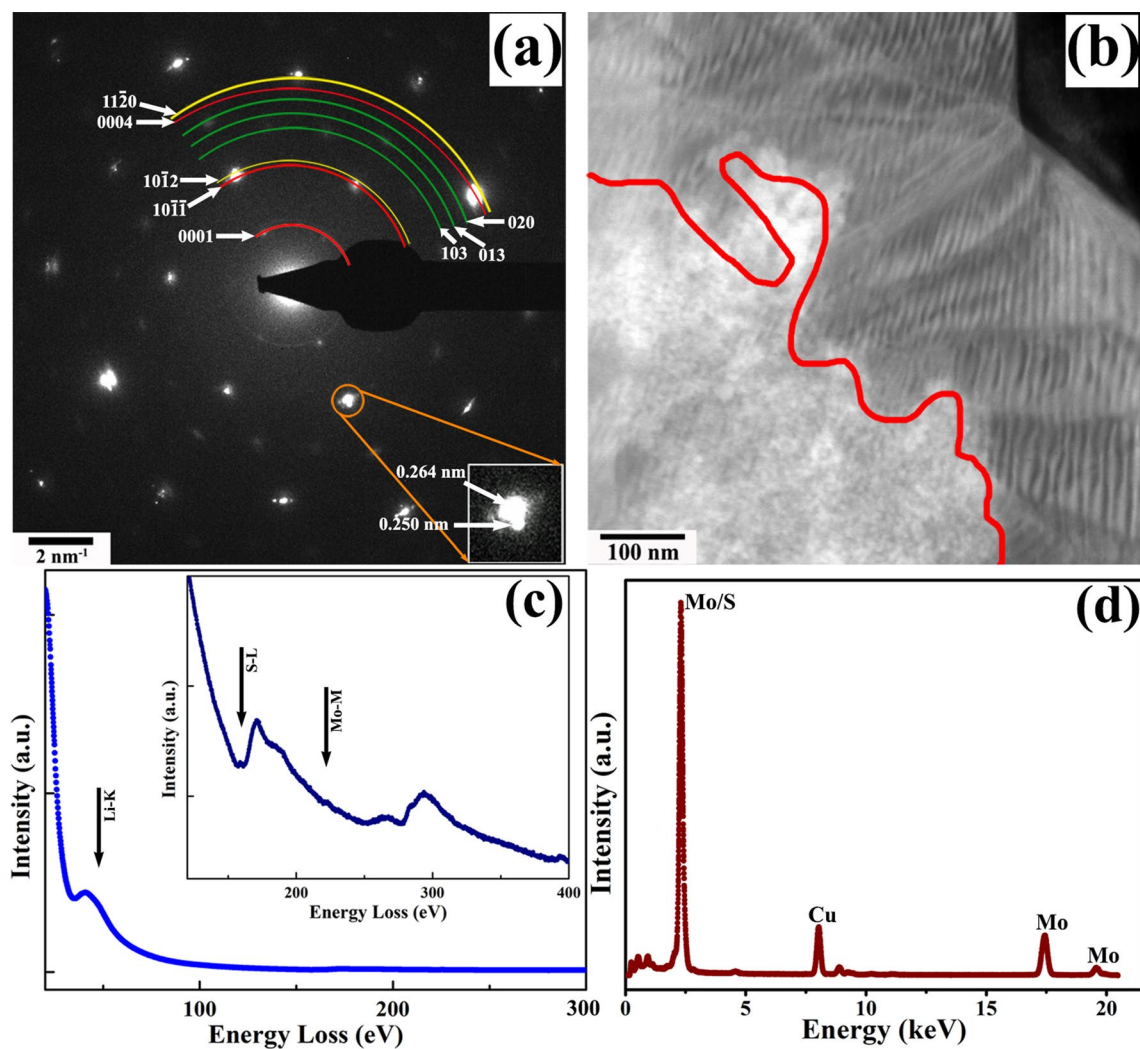 (a)
112̄0
0004
101̄2
101̄1̄
0001
020
013
103
0.264 nm
0.250 nm
2 nm-1
(b)
100 nm
(c)
Intensity (a.u.)
Li-K
Intensity (a.u.)
S-L
Mo-M
200
300
400
Energy Loss (eV)
100
200
300
Energy Loss (eV)
(d)
Intensity (a.u.)
Mo/S
Cu
Mo
Mo
0
5
10
15
20
Energy (keV)